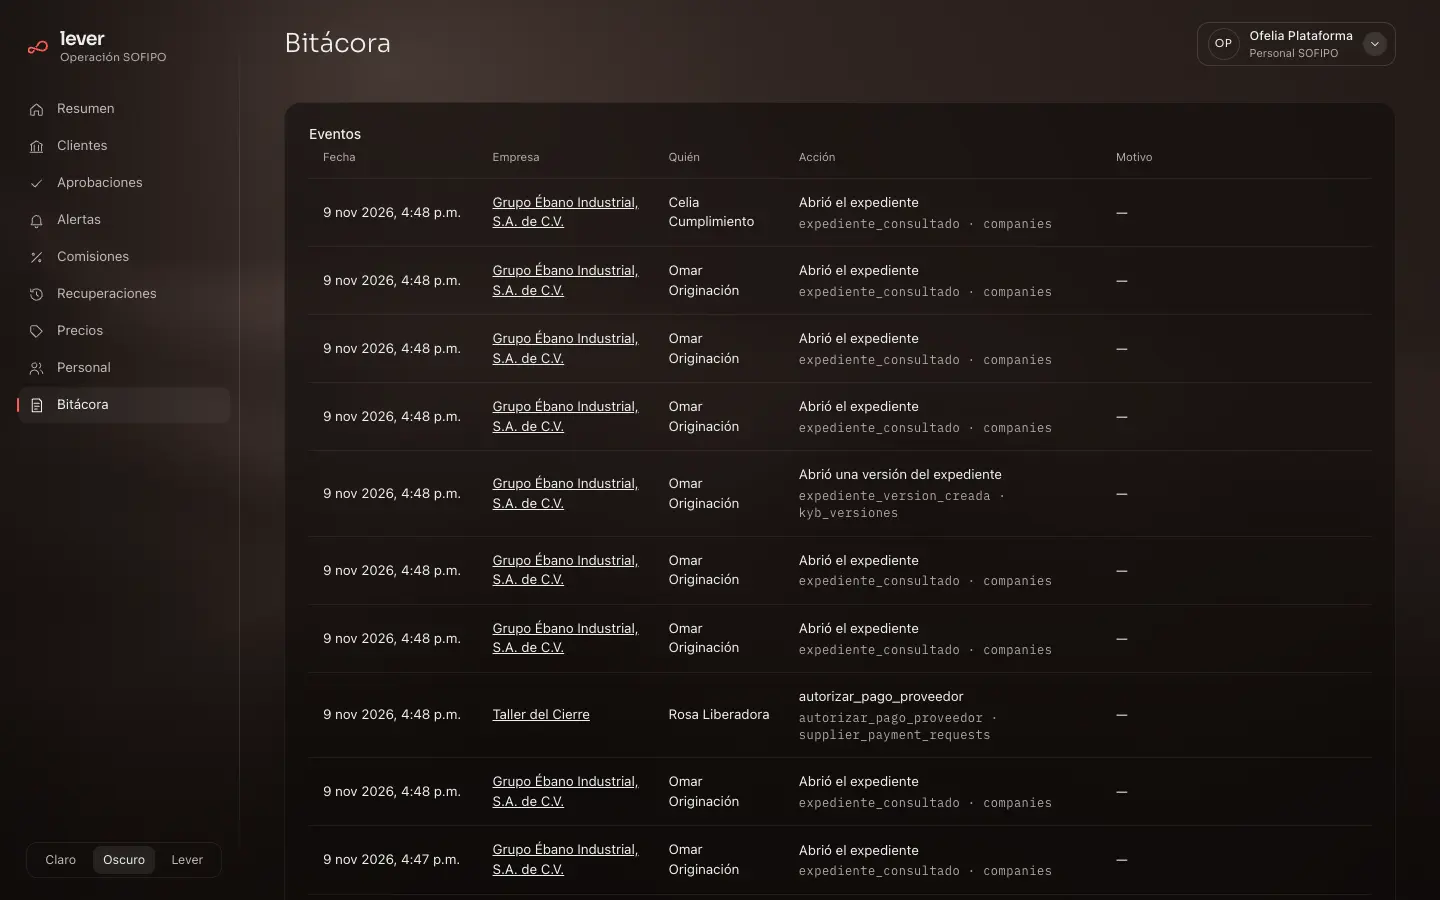 lever
Operación SOFIPO
Resumen
Clientes
Aprobaciones
Alertas
Comisiones
Recuperaciones
Precios
Personal
Bitácora
Claro Oscuro Lever
Bitácora
OP
Ofelia Plataforma
Personal SOFIPO
Eventos
Fecha Empresa Quién Acción Motivo
9 nov 2026, 4:48 p.m.
Grupo Ébano Industrial,
S.A. de C.V.
Celia
Cumplimiento
Abrió el expediente
expediente_consultado · companies
—
9 nov 2026, 4:48 p.m.
Grupo Ébano Industrial,
S.A. de C.V.
Omar
Originación
Abrió el expediente
expediente_consultado · companies
—
9 nov 2026, 4:48 p.m.
Grupo Ébano Industrial,
S.A. de C.V.
Omar
Originación
Abrió el expediente
expediente_consultado · companies
—
9 nov 2026, 4:48 p.m.
Grupo Ébano Industrial,
S.A. de C.V.
Omar
Originación
Abrió el expediente
expediente_consultado · companies
—
9 nov 2026, 4:48 p.m.
Grupo Ébano Industrial,
S.A. de C.V.
Omar
Originación
Abrió una versión del expediente
expediente_version_creada ·
kyb_versiones
—
9 nov 2026, 4:48 p.m.
Grupo Ébano Industrial,
S.A. de C.V.
Omar
Originación
Abrió el expediente
expediente_consultado · companies
—
9 nov 2026, 4:48 p.m.
Grupo Ébano Industrial,
S.A. de C.V.
Omar
Originación
Abrió el expediente
expediente_consultado · companies
—
9 nov 2026, 4:48 p.m.
Taller del Cierre
Rosa Liberadora
autorizar_pago_proveedor
autorizar_pago_proveedor ·
supplier_payment_requests
—
9 nov 2026, 4:48 p.m.
Grupo Ébano Industrial,
S.A. de C.V.
Omar
Originación
Abrió el expediente
expediente_consultado · companies
—
9 nov 2026, 4:47 p.m.
Grupo Ébano Industrial,
S.A. de C.V.
Omar
Originación
Abrió el expediente
expediente_consultado · companies
—